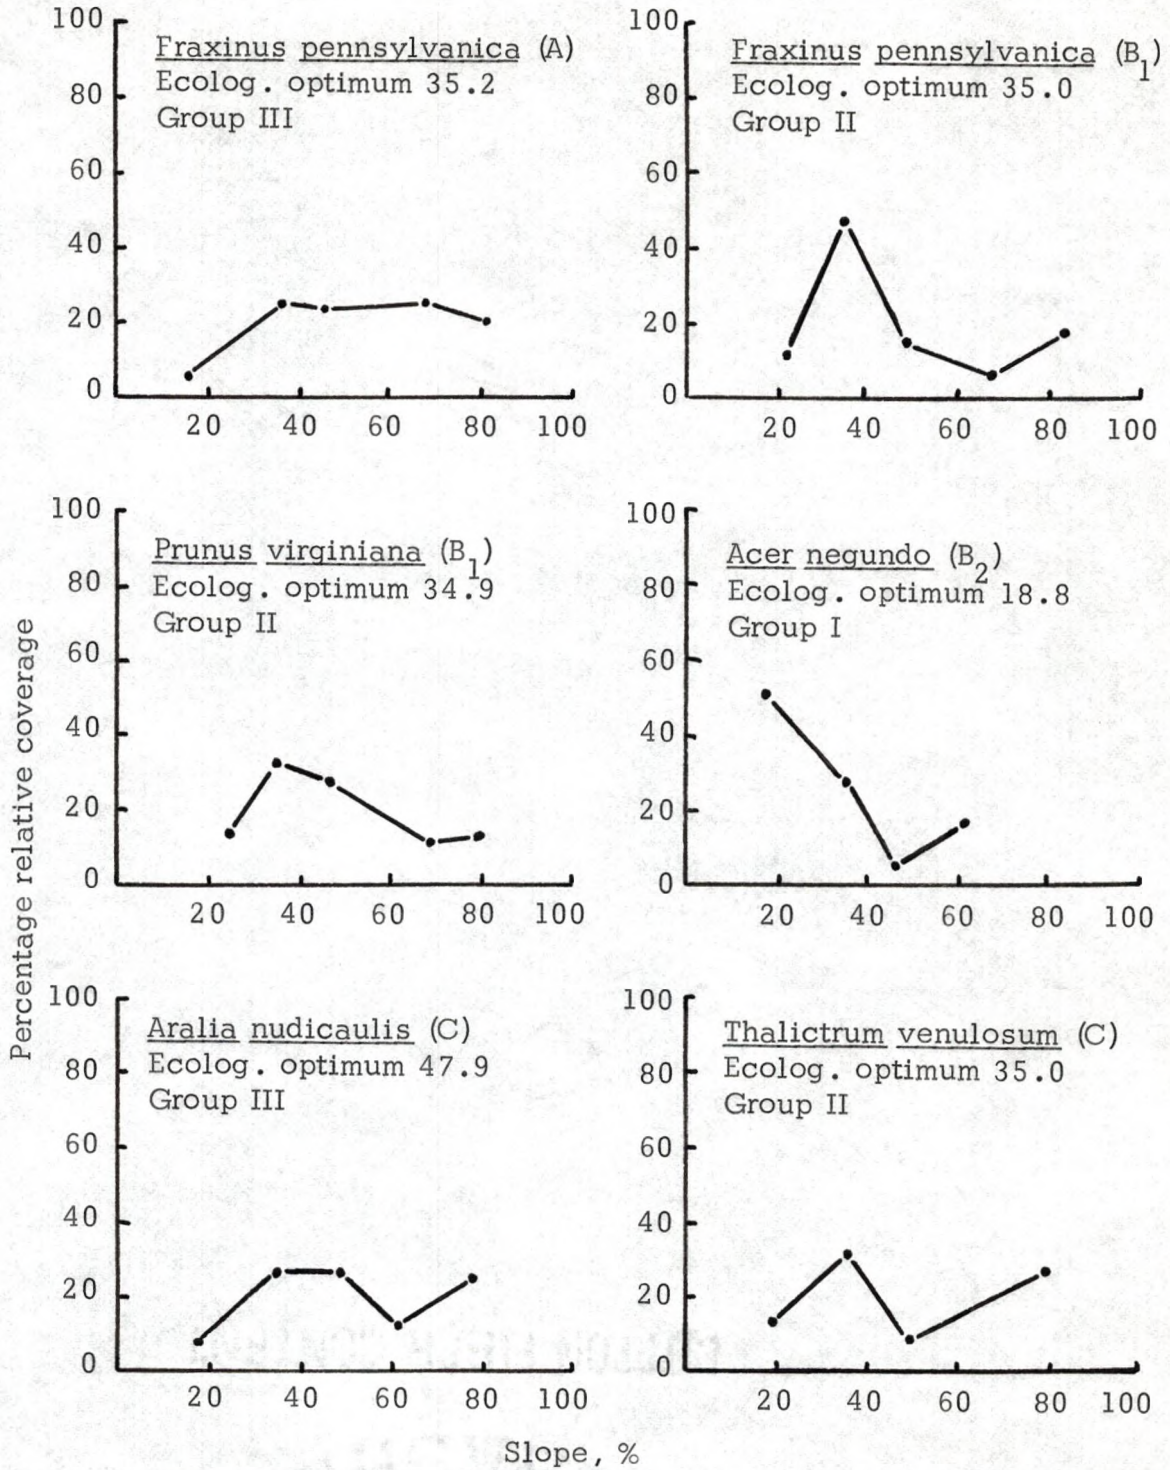 Fraxinus pennsylvanica (A)
Ecolog. optimum 35.2
Group III
100
80
60
40
20
0
20 40 60 80 100
Fraxinus pennsylvanica (B1)
Ecolog. optimum 35.0
Group II
100
80
60
40
20
0
20 40 60 80 100
Prunus virginiana (B1)
Ecolog. optimum 34.9
Group II
100
80
60
40
20
0
20 40 60 80 100
Acer negundo (B2)
Ecolog. optimum 18.8
Group I
100
80
60
40
20
0
20 40 60 80 100
Aralia nudicaulis (C)
Ecolog. optimum 47.9
Group III
100
80
60
40
20
0
20 40 60 80 100
Thalictrum venulosum (C)
Ecolog. optimum 35.0
Group II
100
80
60
40
20
0
20 40 60 80 100
Percentage relative coverage
Slope, %